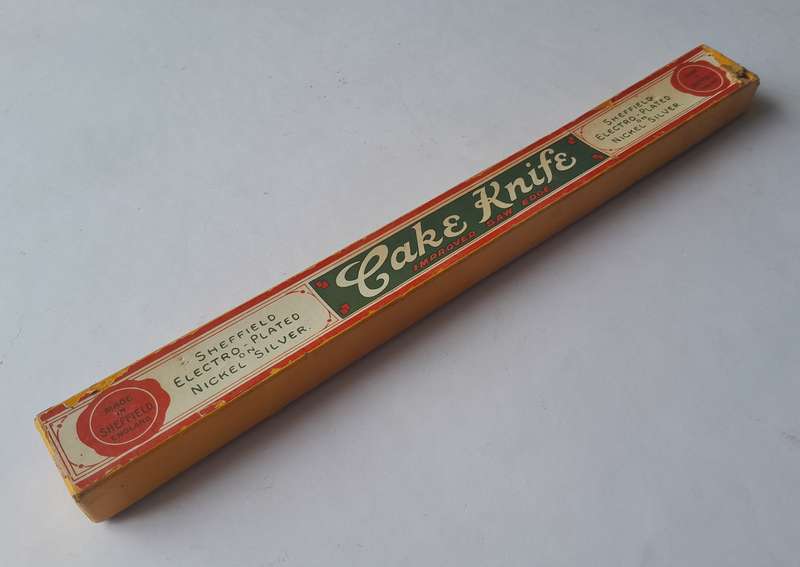 MADE
IN
SHEFFIELD
ENGLAND
SHEFFIELD
ELECTRO-PLATED
ON
NICKEL SILVER.
Cake Knife
IMPROVED SAW EDGE
SHEFFIELD
ELECTRO-PLATED
ON
NICKEL SILVER